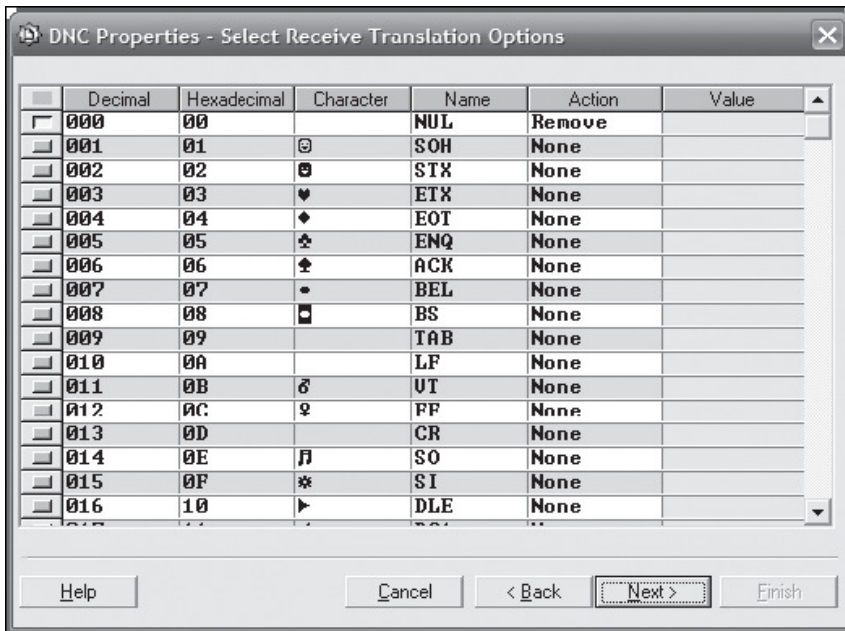 DNC Properties - Select Receive Translation Options
Decimal Hexadecimal Character Name Action Value
000 00 NUL Remove
001 01 ☺ SOH None
002 02 ☻ STX None
003 03 ♥ ETX None
004 04 ♦ EOT None
005 05 ♣ ENQ None
006 06 ♠ ACK None
007 07 • BEL None
008 08 ◘ BS None
009 09 TAB None
010 0A LF None
011 0B ♂ VT None
012 0C ♀ FF None
013 0D CR None
014 0E ♫ SO None
015 0F ☼ SI None
016 10 ► DLE None
Help Cancel < Back Next > Finish